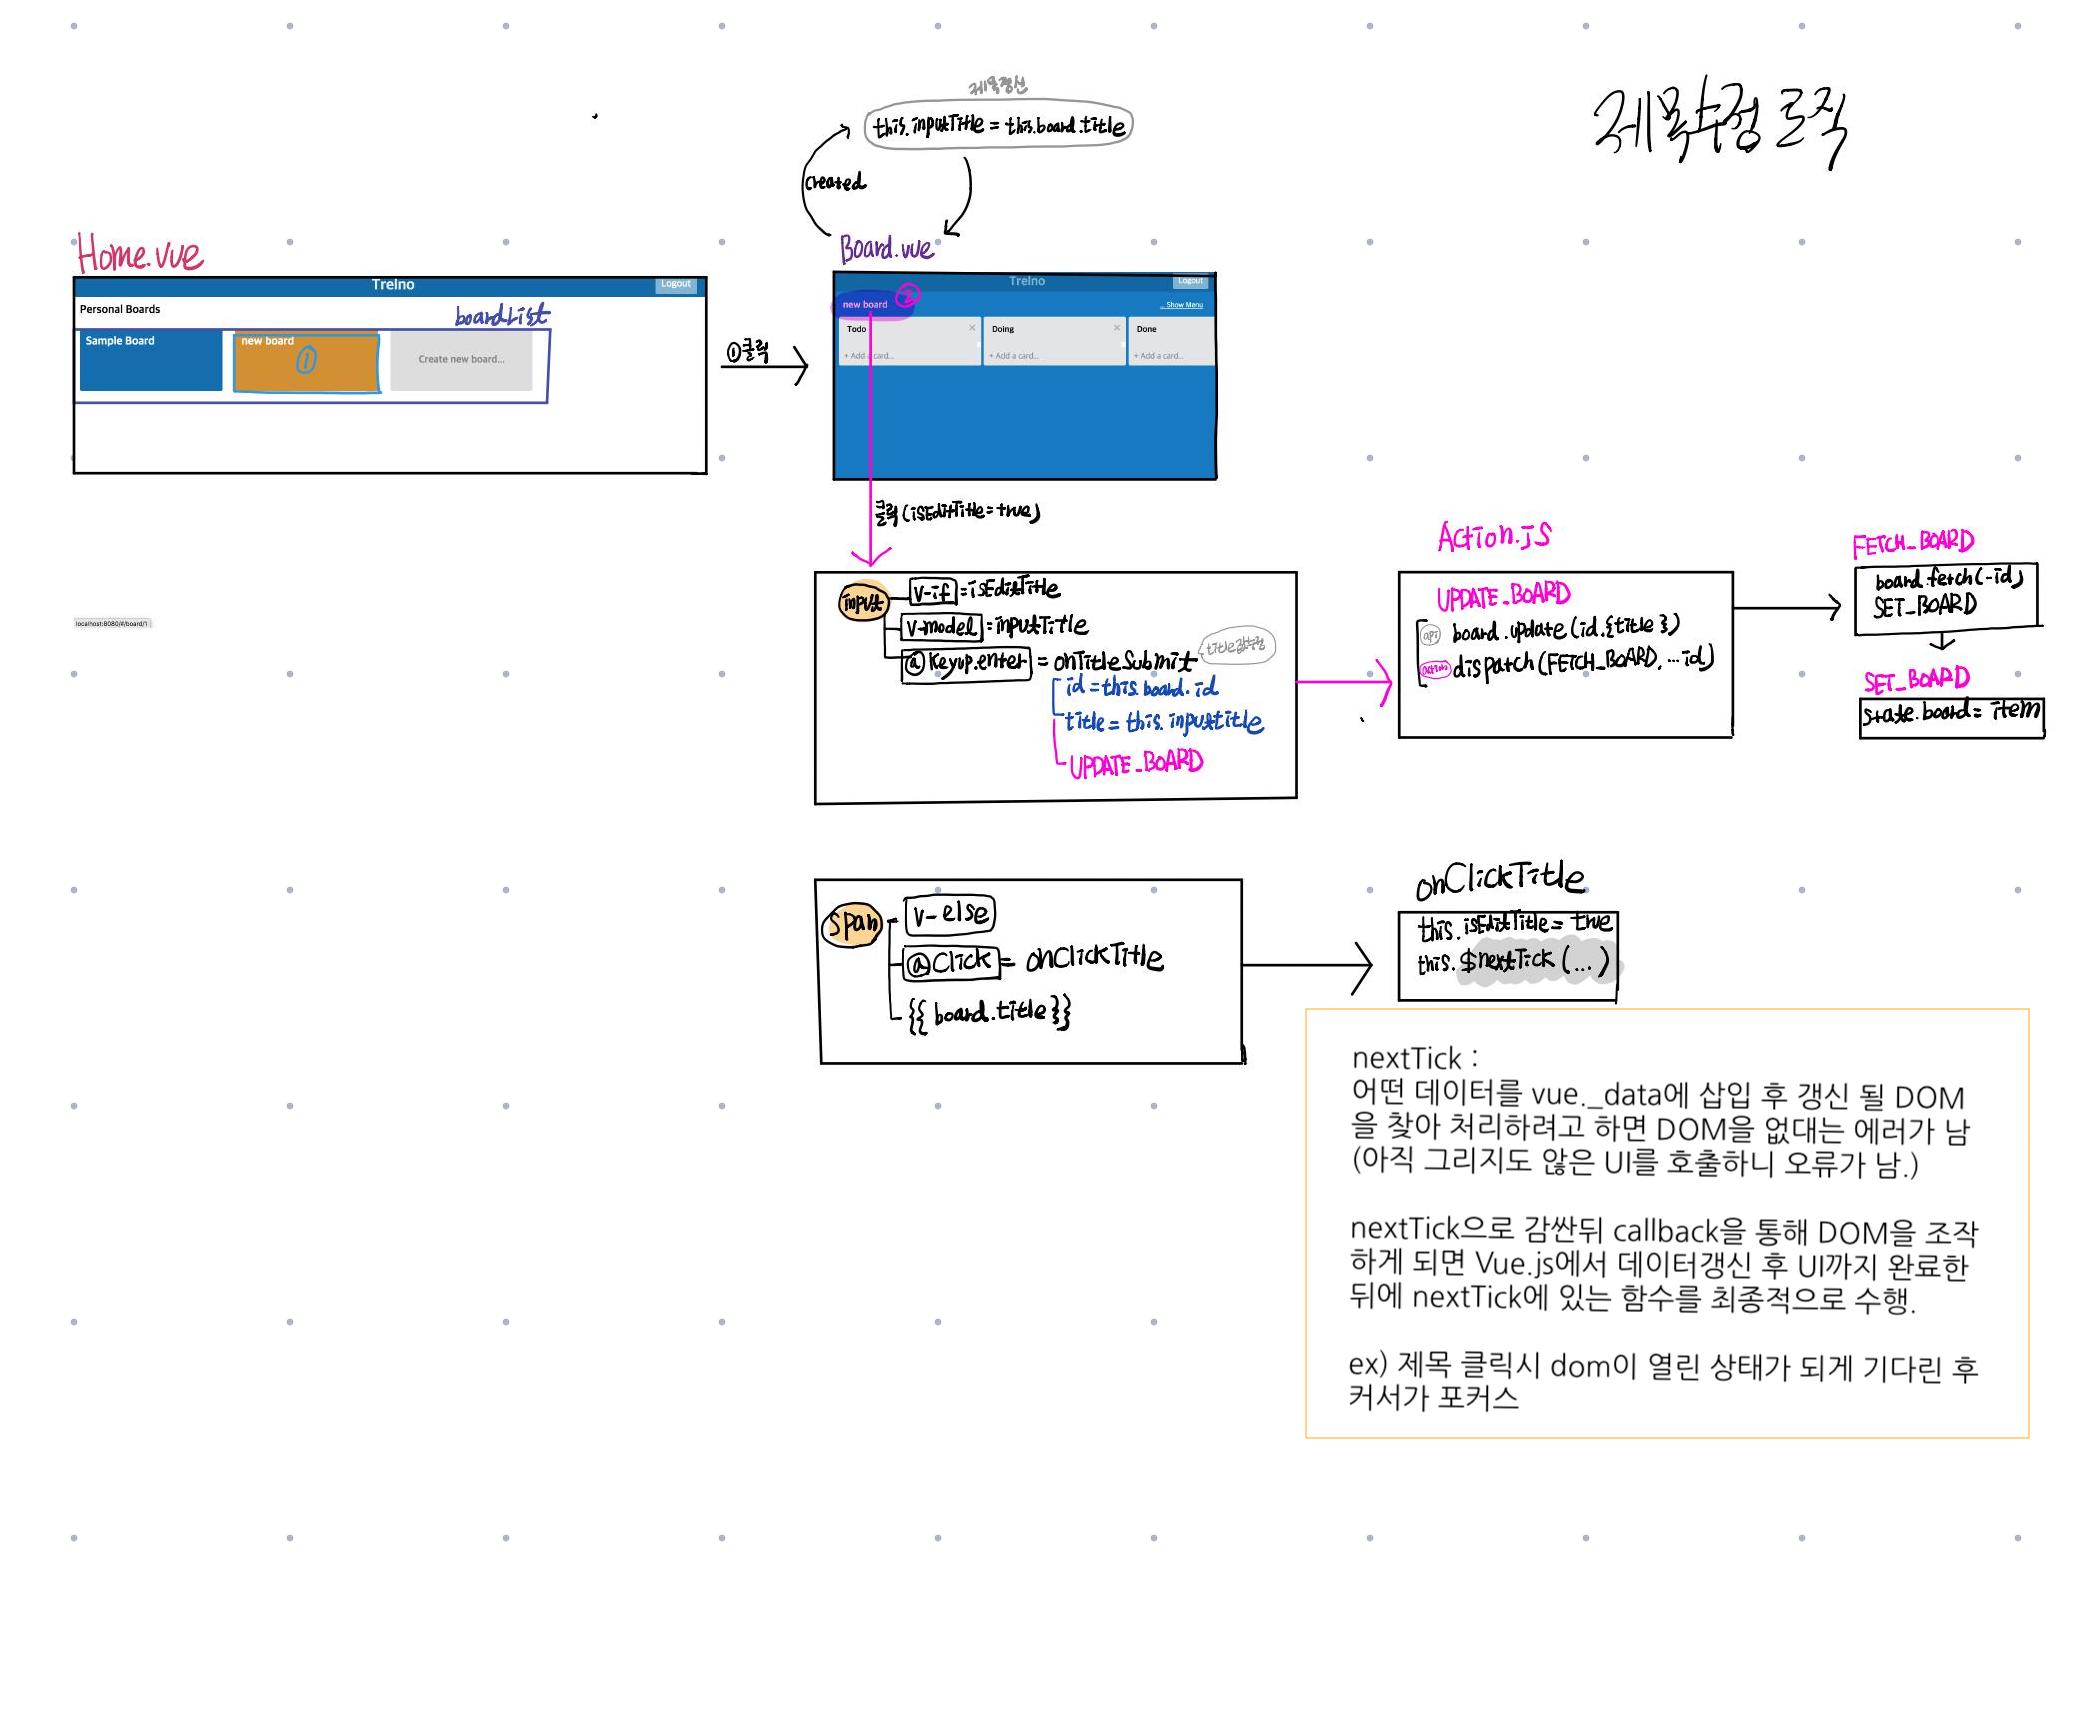 제목수정 로직
제목갱신
this.inputTitle = this.board.title
created
Home.vue
Trelno
Logout
Personal Boards
boardList
Sample Board
new board
①
Create new board...
①클릭
Board.vue
Trelno
Logout
new board
②
... Show Menu
Todo
×
Doing
×
Done
+ Add a card...
+ Add a card...
+ Add a card...
클릭 (isEditTitle = true)
localhost:8080/#/board/1
input
v-if = isEditTitle
v-model = inputTitle
@keyup.enter = onTitleSubmit
id = this.board.id
title = this.inputtitle
UPDATE_BOARD
Action.js
UPDATE_BOARD
api board.update (id.{title})
action dispatch (FETCH_BOARD, ...id)
FETCH_BOARD
board.fetch(-id)
SET_BOARD
SET_BOARD
state.board = item
span
v-else
@Click = onClickTitle
{{ board.title }}
onClickTitle
this.isEditTitle = true
this.$nextTick (...)
nextTick :
어떤 데이터를 vue._data에 삽입 후 갱신 될 DOM
을 찾아 처리하려고 하면 DOM을 없대는 에러가 남
(아직 그리지도 않은 UI를 호출하니 오류가 남.)
nextTick으로 감싼뒤 callback을 통해 DOM을 조작
하게 되면 Vue.js에서 데이터갱신 후 UI까지 완료한
뒤에 nextTick에 있는 함수를 최종적으로 수행.
ex) 제목 클릭시 dom이 열린 상태가 되게 기다린 후
커서가 포커스